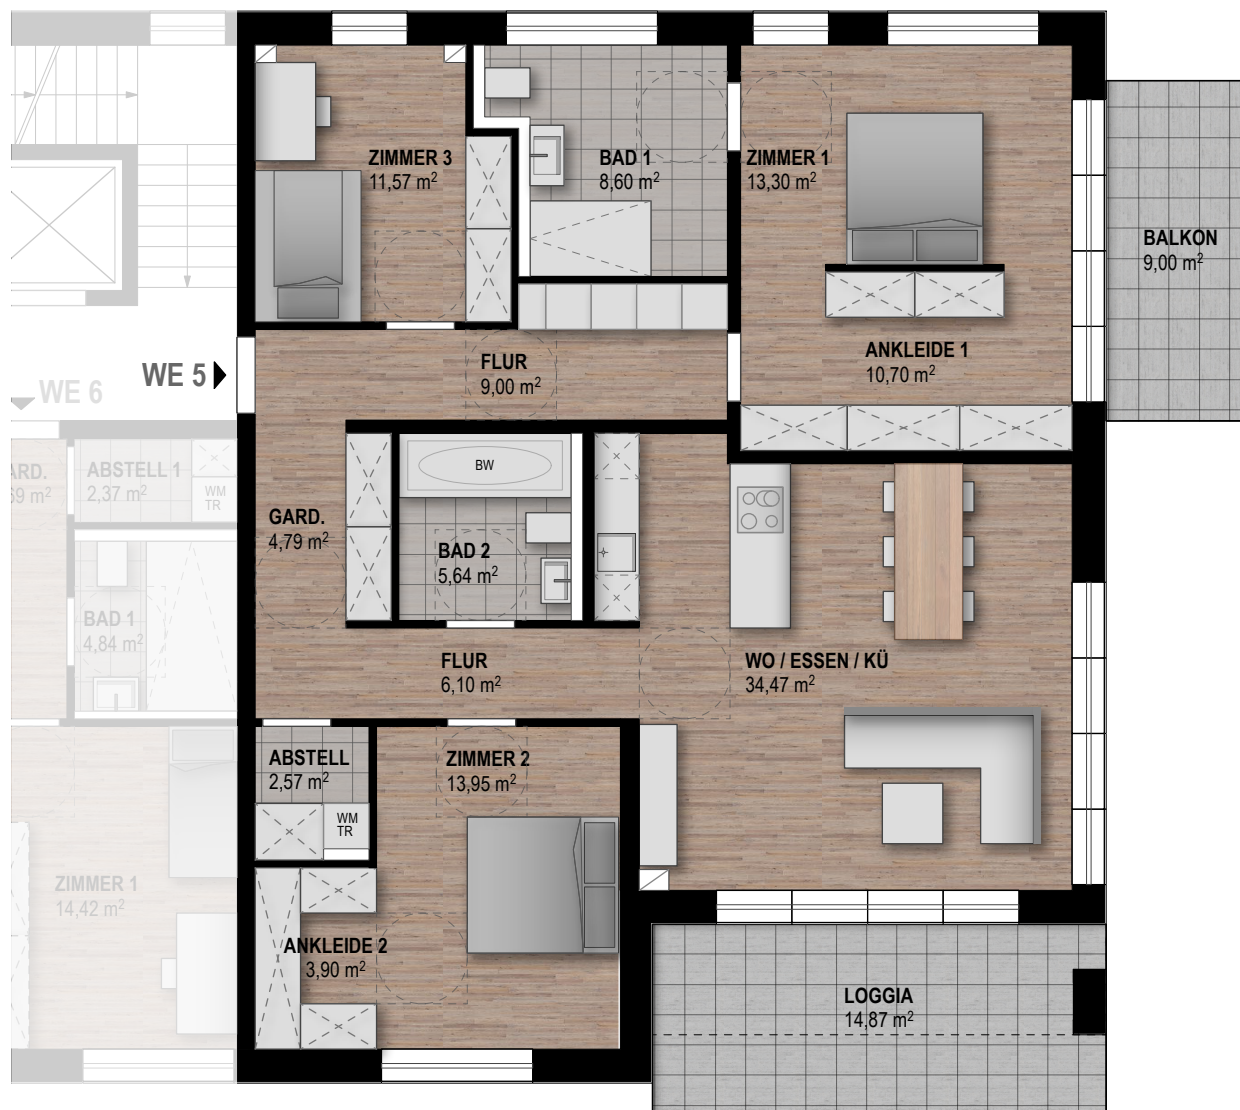 ZIMMER 3
11,57 m²
BAD 1
8,60 m²
ZIMMER 1
13,30 m²
BALKON
9,00 m²
ANKLEIDE 1
10,70 m²
FLUR
9,00 m²
WE 5
WE 6
ARD.
69 m²
ABSTELL 1
2,37 m²
WM
TR
BW
GARD.
4,79 m²
BAD 2
5,64 m²
BAD 1
4,84 m²
FLUR
6,10 m²
WO / ESSEN / KÜ
34,47 m²
ABSTELL
2,57 m²
WM
TR
ZIMMER 2
13,95 m²
ZIMMER 1
14,42 m²
ANKLEIDE 2
3,90 m²
LOGGIA
14,87 m²